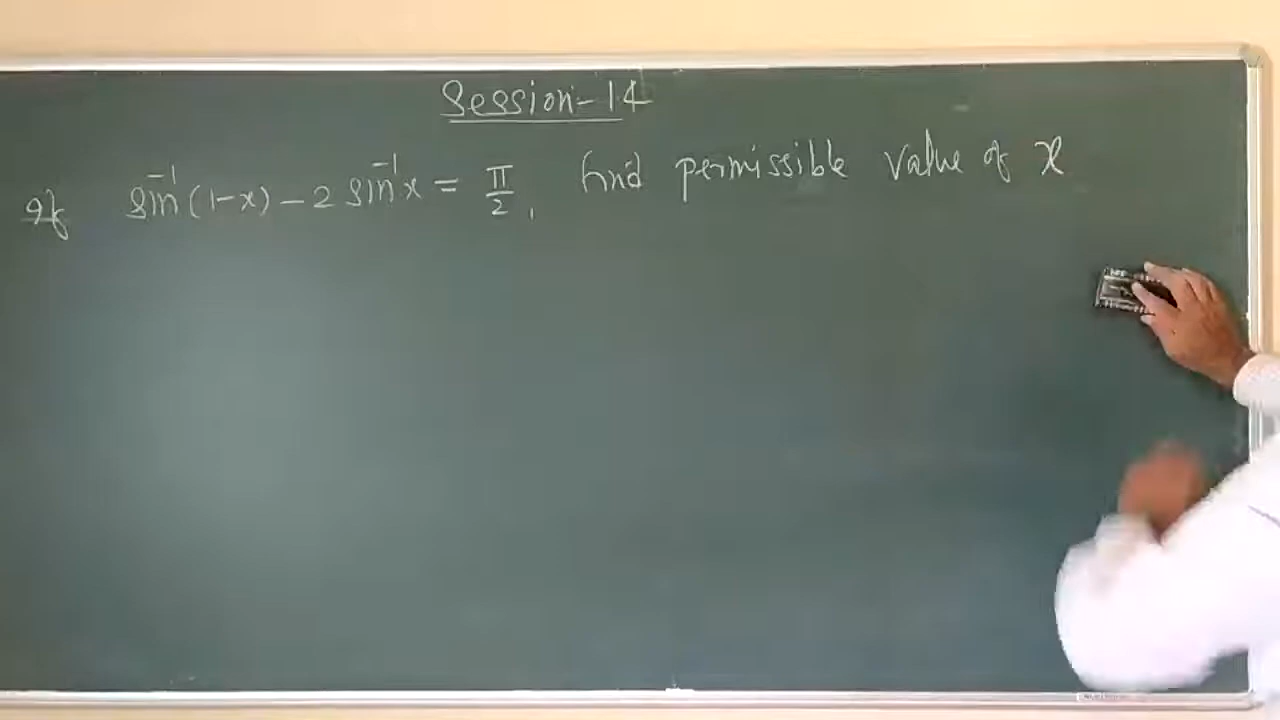 Session-14
If sin⁻¹(1-x) - 2 sin⁻¹x = π/2, find permissible value of x